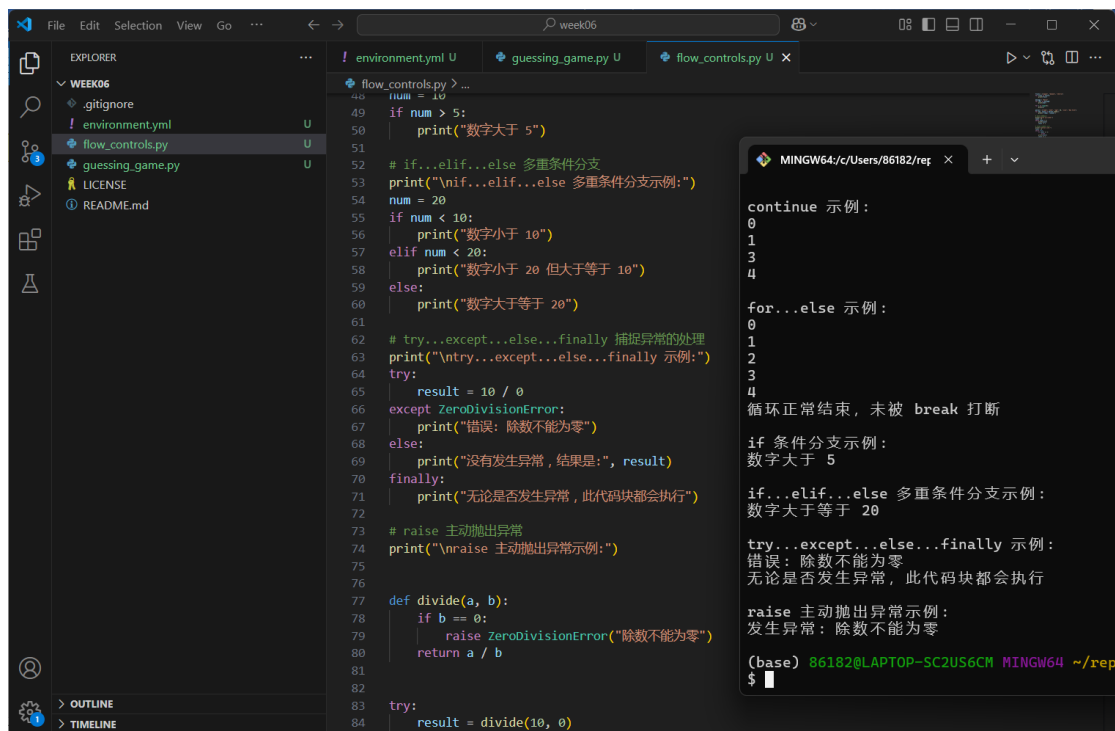 File Edit Selection View Go ··· week06
EXPLORER ···
WEEK06
.gitignore
! environment.yml U
flow_controls.py U
guessing_game.py U
LICENSE
README.md
OUTLINE
TIMELINE
3
1
! environment.yml U guessing_game.py U flow_controls.py U
flow_controls.py > ...
48 num = 10
49 if num > 5:
50 print("数字大于 5")
51
52 # if...elif...else 多重条件分支
53 print("\nif...elif...else 多重条件分支示例:")
54 num = 20
55 if num < 10:
56 print("数字小于 10")
57 elif num < 20:
58 print("数字小于 20 但大于等于 10")
59 else:
60 print("数字大于等于 20")
61
62 # try...except...else...finally 捕捉异常的处理
63 print("\ntry...except...else...finally 示例:")
64 try:
65 result = 10 / 0
66 except ZeroDivisionError:
67 print("错误: 除数不能为零")
68 else:
69 print("没有发生异常，结果是:", result)
70 finally:
71 print("无论是否发生异常，此代码块都会执行")
72
73 # raise 主动抛出异常
74 print("\nraise 主动抛出异常示例:")
75
76
77 def divide(a, b):
78 if b == 0:
79 raise ZeroDivisionError("除数不能为零")
80 return a / b
81
82
83 try:
84 result = divide(10, 0)
MINGW64:/c/Users/86182/rep
continue 示例:
0
1
3
4
for...else 示例:
0
1
2
3
4
循环正常结束，未被 break 打断
if 条件分支示例:
数字大于 5
if...elif...else 多重条件分支示例:
数字大于等于 20
try...except...else...finally 示例:
错误: 除数不能为零
无论是否发生异常，此代码块都会执行
raise 主动抛出异常示例:
发生异常: 除数不能为零
(base) 86182@LAPTOP-SC2US6CM MINGW64 ~/rep
$